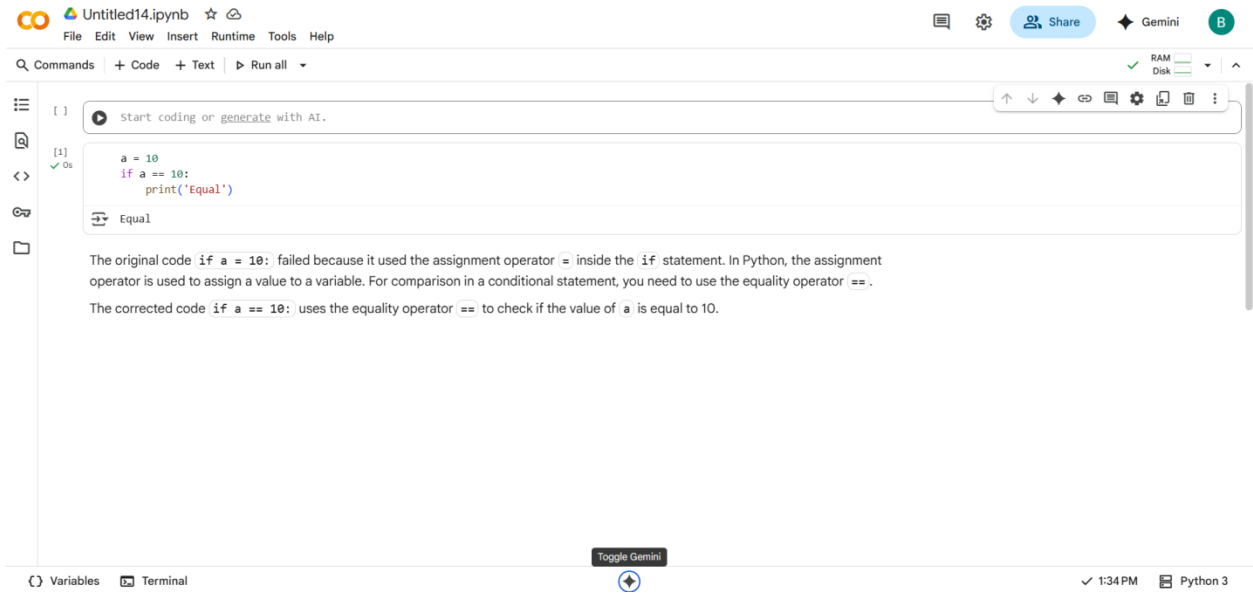 CO Untitled14.ipynb
File Edit View Insert Runtime Tools Help
Share Gemini B
Commands + Code + Text Run all
RAM
Disk
[ ] Start coding or generate with AI.
[1] a = 10
0s if a == 10:
print('Equal')
Equal
The original code if a = 10: failed because it used the assignment operator = inside the if statement. In Python, the assignment
operator is used to assign a value to a variable. For comparison in a conditional statement, you need to use the equality operator ==.
The corrected code if a == 10: uses the equality operator == to check if the value of a is equal to 10.
Toggle Gemini
{} Variables Terminal 1:34 PM Python 3